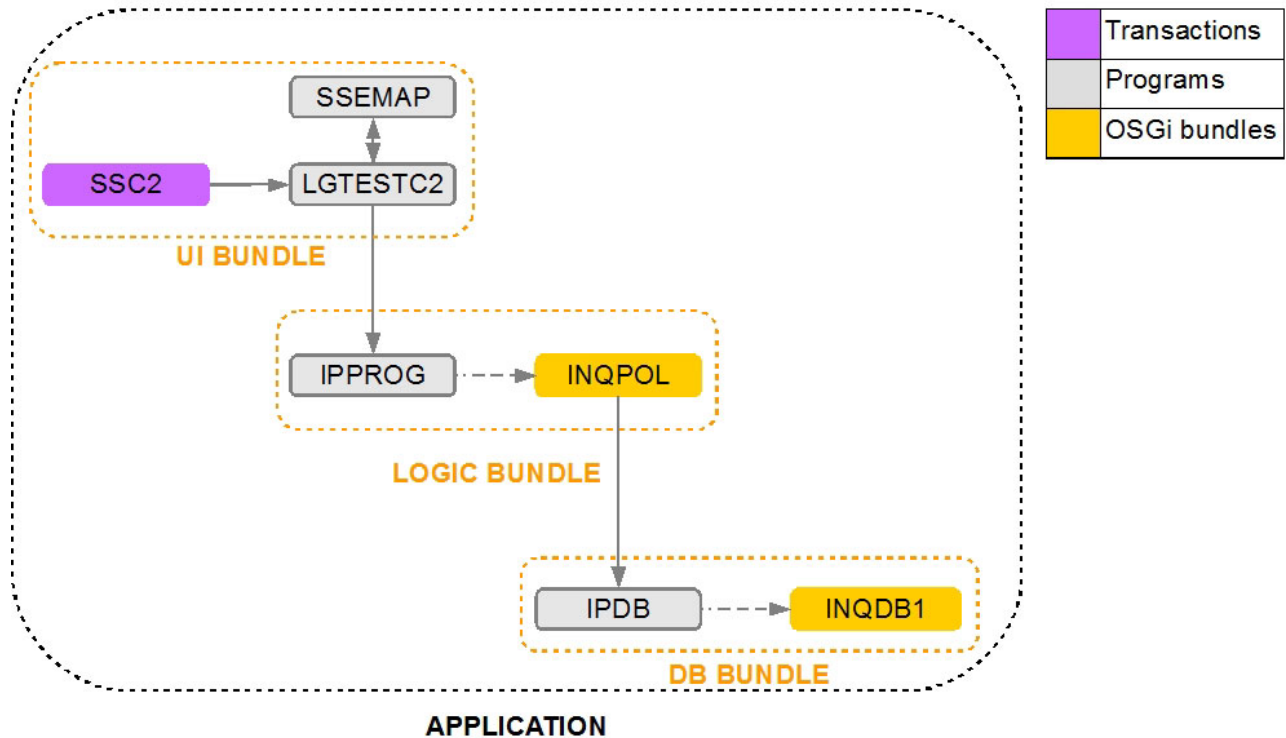 Transactions
Programs
OSGi bundles
SSEMAP
SSC2
LGTESTC2
UI BUNDLE
IPPROG
INQPOL
LOGIC BUNDLE
IPDB
INQDB1
DB BUNDLE
APPLICATION